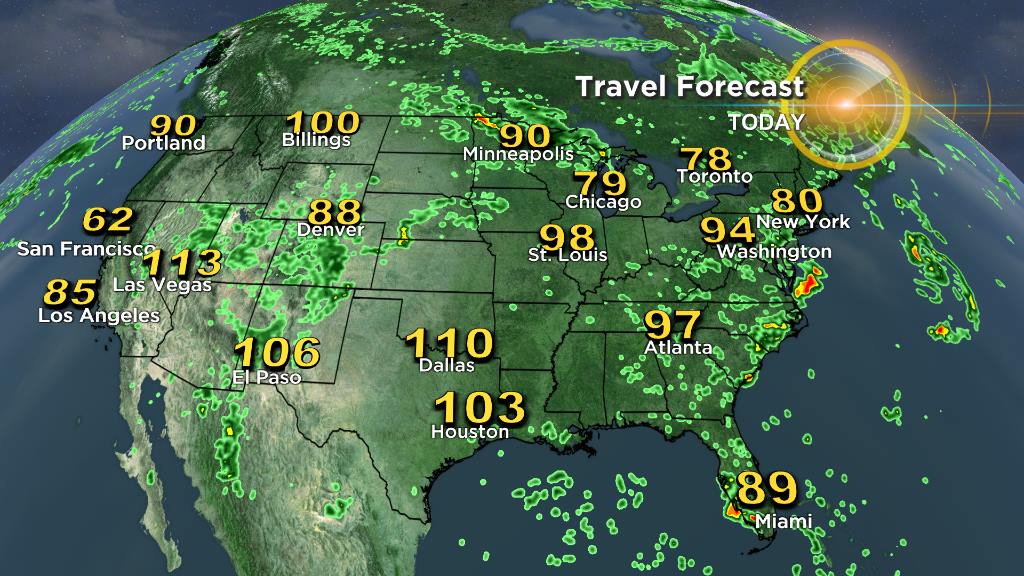 Travel Forecast
TODAY
90
Portland
100
Billings
90
Minneapolis
78
Toronto
79
Chicago
80
New York
62
San Francisco
88
Denver
98
St. Louis
94
Washington
113
Las Vegas
85
Los Angeles
106
El Paso
110
Dallas
97
Atlanta
103
Houston
89
Miami